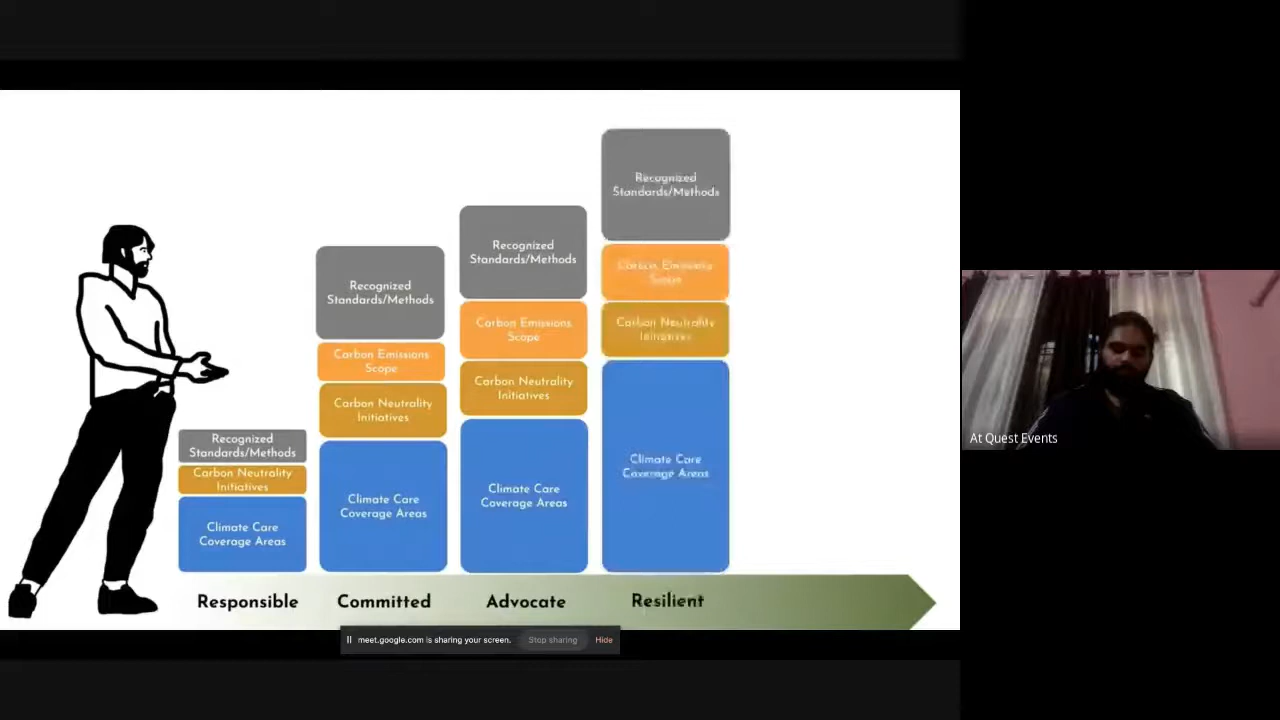 Recognized
Standards/Methods
Carbon Neutrality
Initiatives
Climate Care
Coverage Areas
Responsible
Recognized
Standards/Methods
Carbon Emissions
Scope
Carbon Neutrality
Initiatives
Climate Care
Coverage Areas
Committed
Recognized
Standards/Methods
Carbon Emissions
Scope
Carbon Neutrality
Initiatives
Climate Care
Coverage Areas
Advocate
Recognized
Standards/Methods
Carbon Emissions
Scope
Carbon Neutrality
Initiatives
Climate Care
Coverage Areas
Resilient
meet.google.com is sharing your screen. Stop sharing Hide
At Quest Events